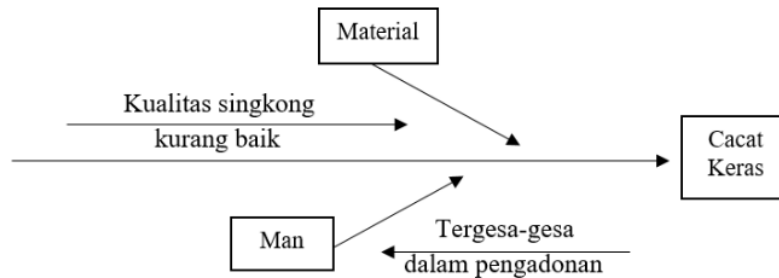 Material
Kualitas singkong
kurang baik
Cacat
Keras
Man
Tergesa-gesa
dalam pengadonan